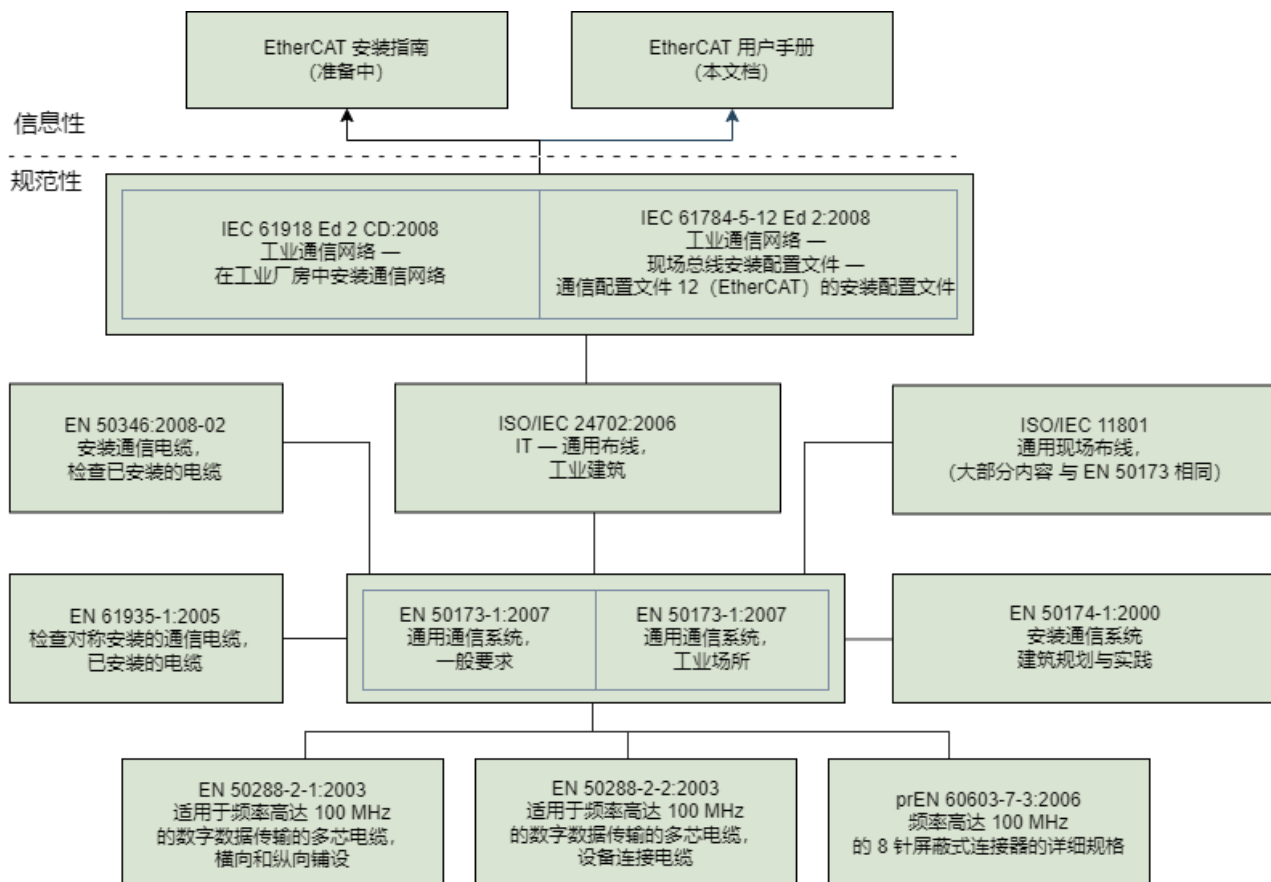 EtherCAT 安装指南
(准备中)
EtherCAT 用户手册
(本文档)
信息性
规范性
IEC 61918 Ed 2 CD:2008
工业通信网络 —
在工业厂房中安装通信网络
IEC 61784-5-12 Ed 2:2008
工业通信网络 —
现场总线安装配置文件 —
通信配置文件 12（EtherCAT）的安装配置文件
EN 50346:2008-02
安装通信电缆，
检查已安装的电缆
ISO/IEC 24702:2006
IT — 通用布线，
工业建筑
ISO/IEC 11801
通用现场布线，
（大部分内容 与 EN 50173 相同）
EN 61935-1:2005
检查对称安装的通信电缆，
已安装的电缆
EN 50173-1:2007
通用通信系统，
一般要求
EN 50173-1:2007
通用通信系统，
工业场所
EN 50174-1:2000
安装通信系统
建筑规划与实践
EN 50288-2-1:2003
适用于频率高达 100 MHz
的数字数据传输的多芯电缆，
横向和纵向铺设
EN 50288-2-2:2003
适用于频率高达 100 MHz
的数字数据传输的多芯电缆，
设备连接电缆
prEN 60603-7-3:2006
频率高达 100 MHz
的 8 针屏蔽式连接器的详细规格